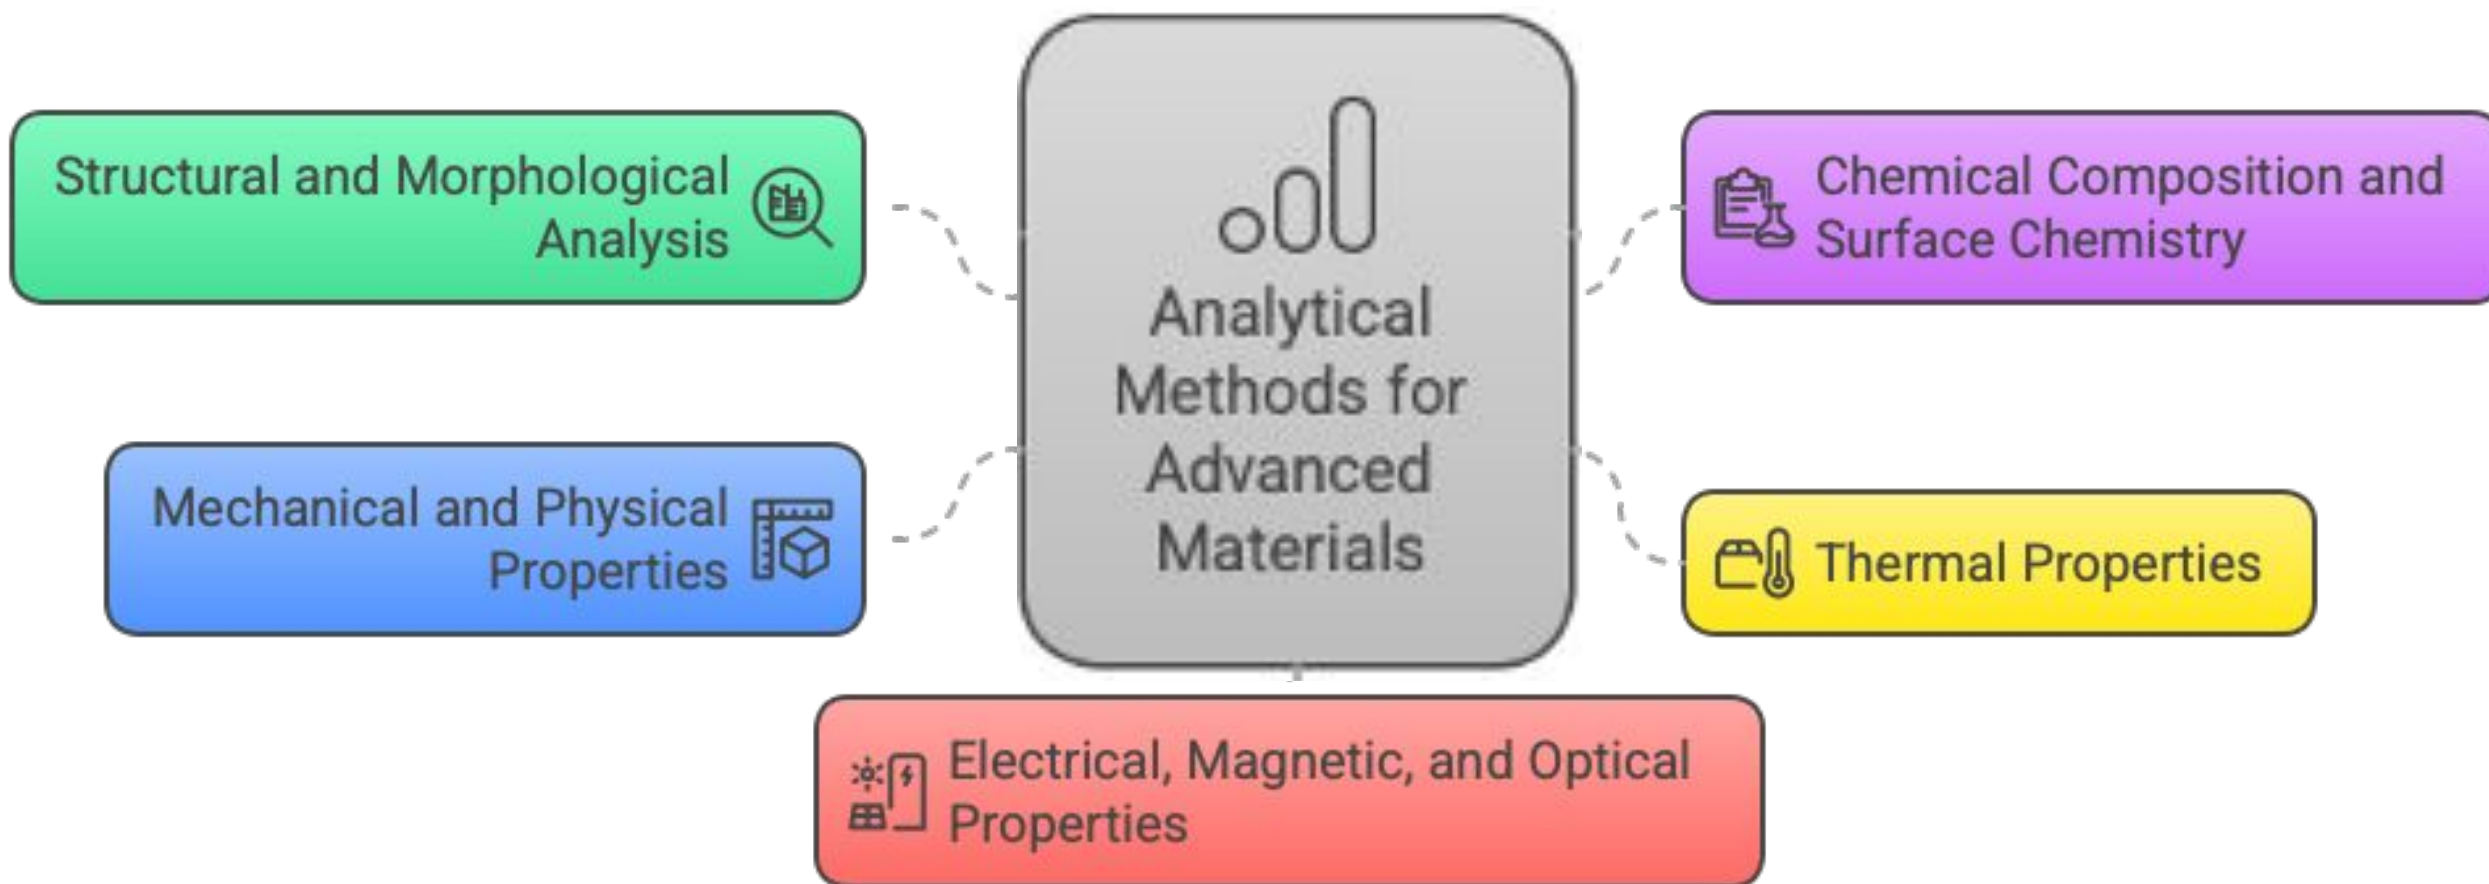 Structural and Morphological
Analysis
Mechanical and Physical
Properties
Analytical
Methods for
Advanced
Materials
Chemical Composition and
Surface Chemistry
Thermal Properties
Electrical, Magnetic, and Optical
Properties